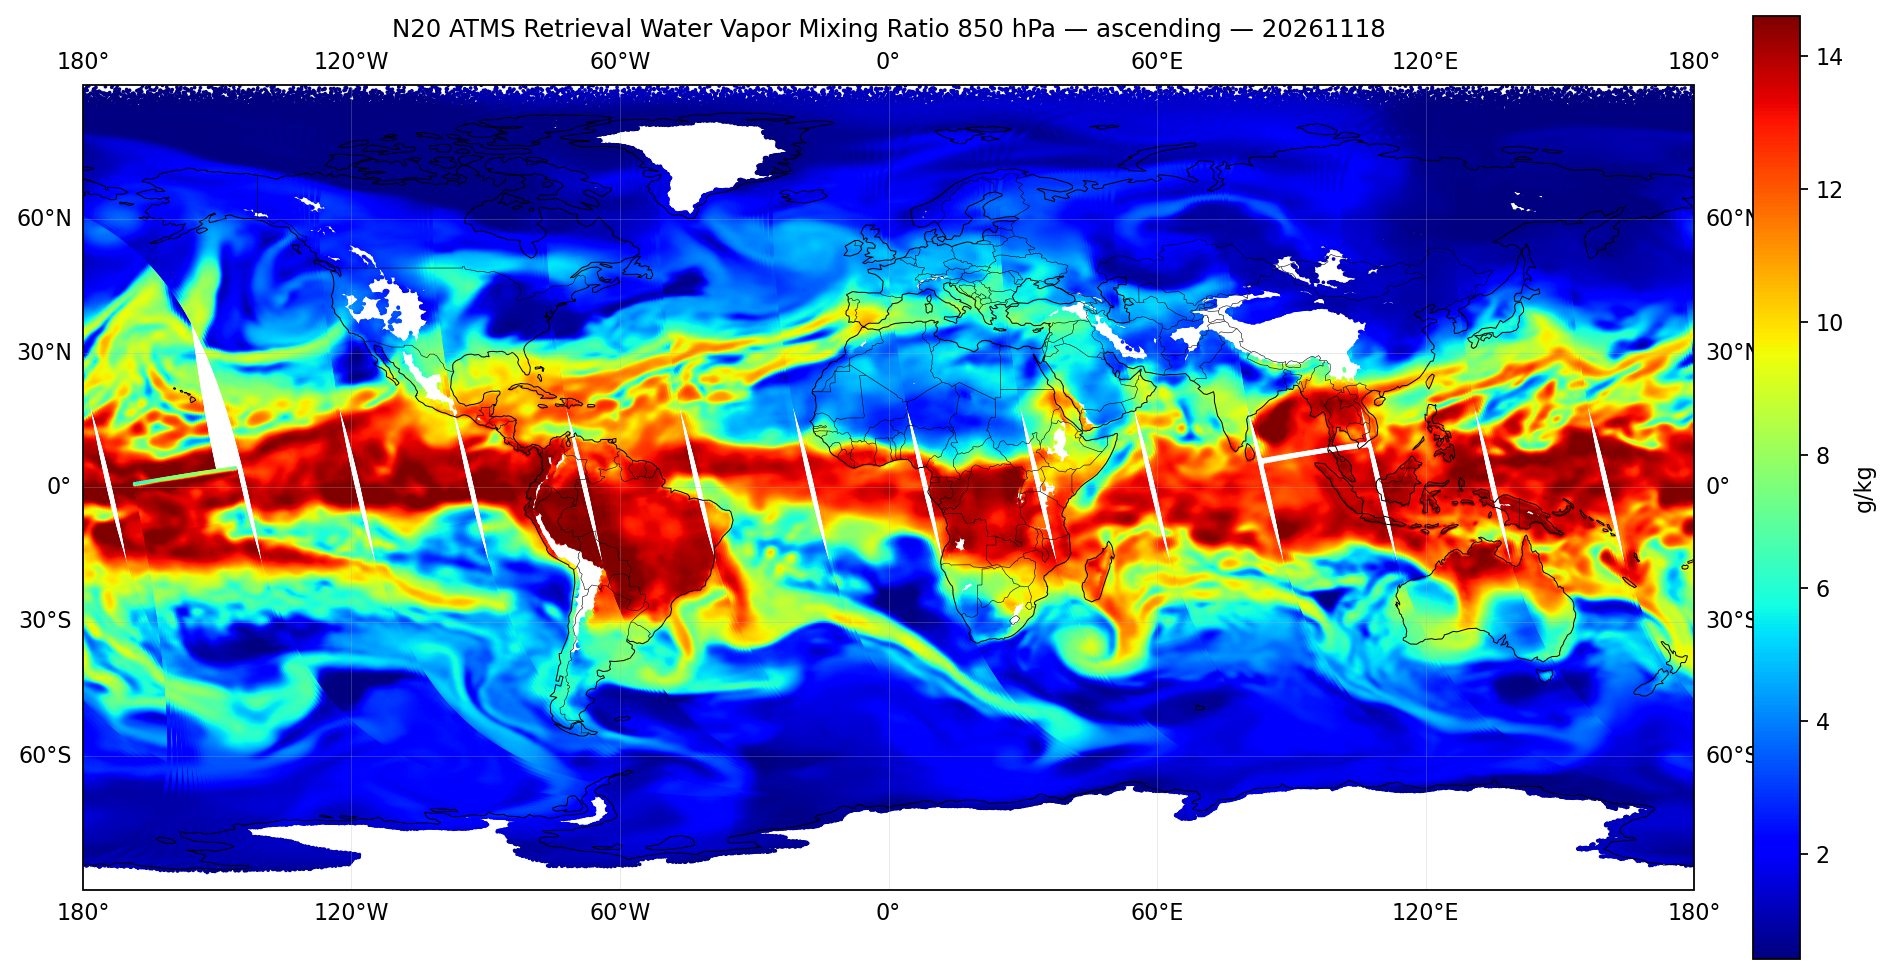 N20 ATMS Retrieval Water Vapor Mixing Ratio 850 hPa — ascending — 20261118
180° 120°W 60°W 0° 60°E 120°E 180°
14
12
10
8
6
4
2
g/kg
60°N 60°N
30°N 30°N
0° 0°
30°S 30°S
60°S 60°S
180° 120°W 60°W 0° 60°E 120°E 180°